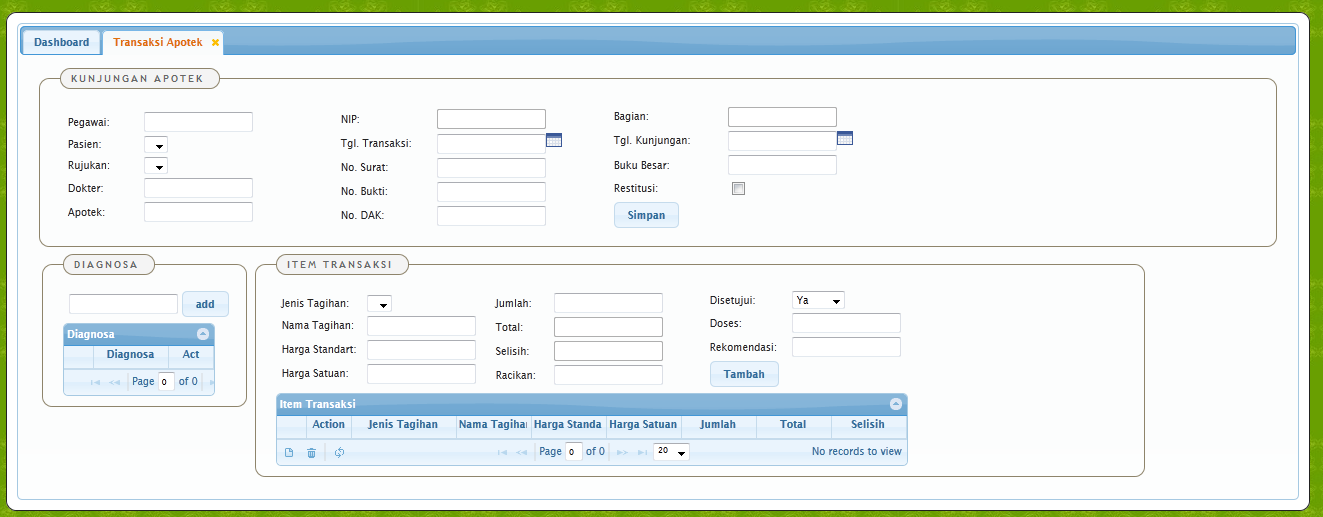 Dashboard
Transaksi Apotek
KUNJUNGAN APOTEK
Pegawai:
Pasien:
Rujukan:
Dokter:
Apotek:
NIP:
Tgl. Transaksi:
No. Surat:
No. Bukti:
No. DAK:
Bagian:
Tgl. Kunjungan:
Buku Besar:
Restitusi:
Simpan
DIAGNOSA
add
Diagnosa
Diagnosa Act
Page 0 of 0
ITEM TRANSAKSI
Jenis Tagihan:
Nama Tagihan:
Harga Standart:
Harga Satuan:
Jumlah:
Total:
Selisih:
Racikan:
Disetujui: Ya
Doses:
Rekomendasi:
Tambah
Item Transaksi
Action Jenis Tagihan Nama Tagihan Harga Standa Harga Satuan Jumlah Total Selisih
Page 0 of 0 20 No records to view